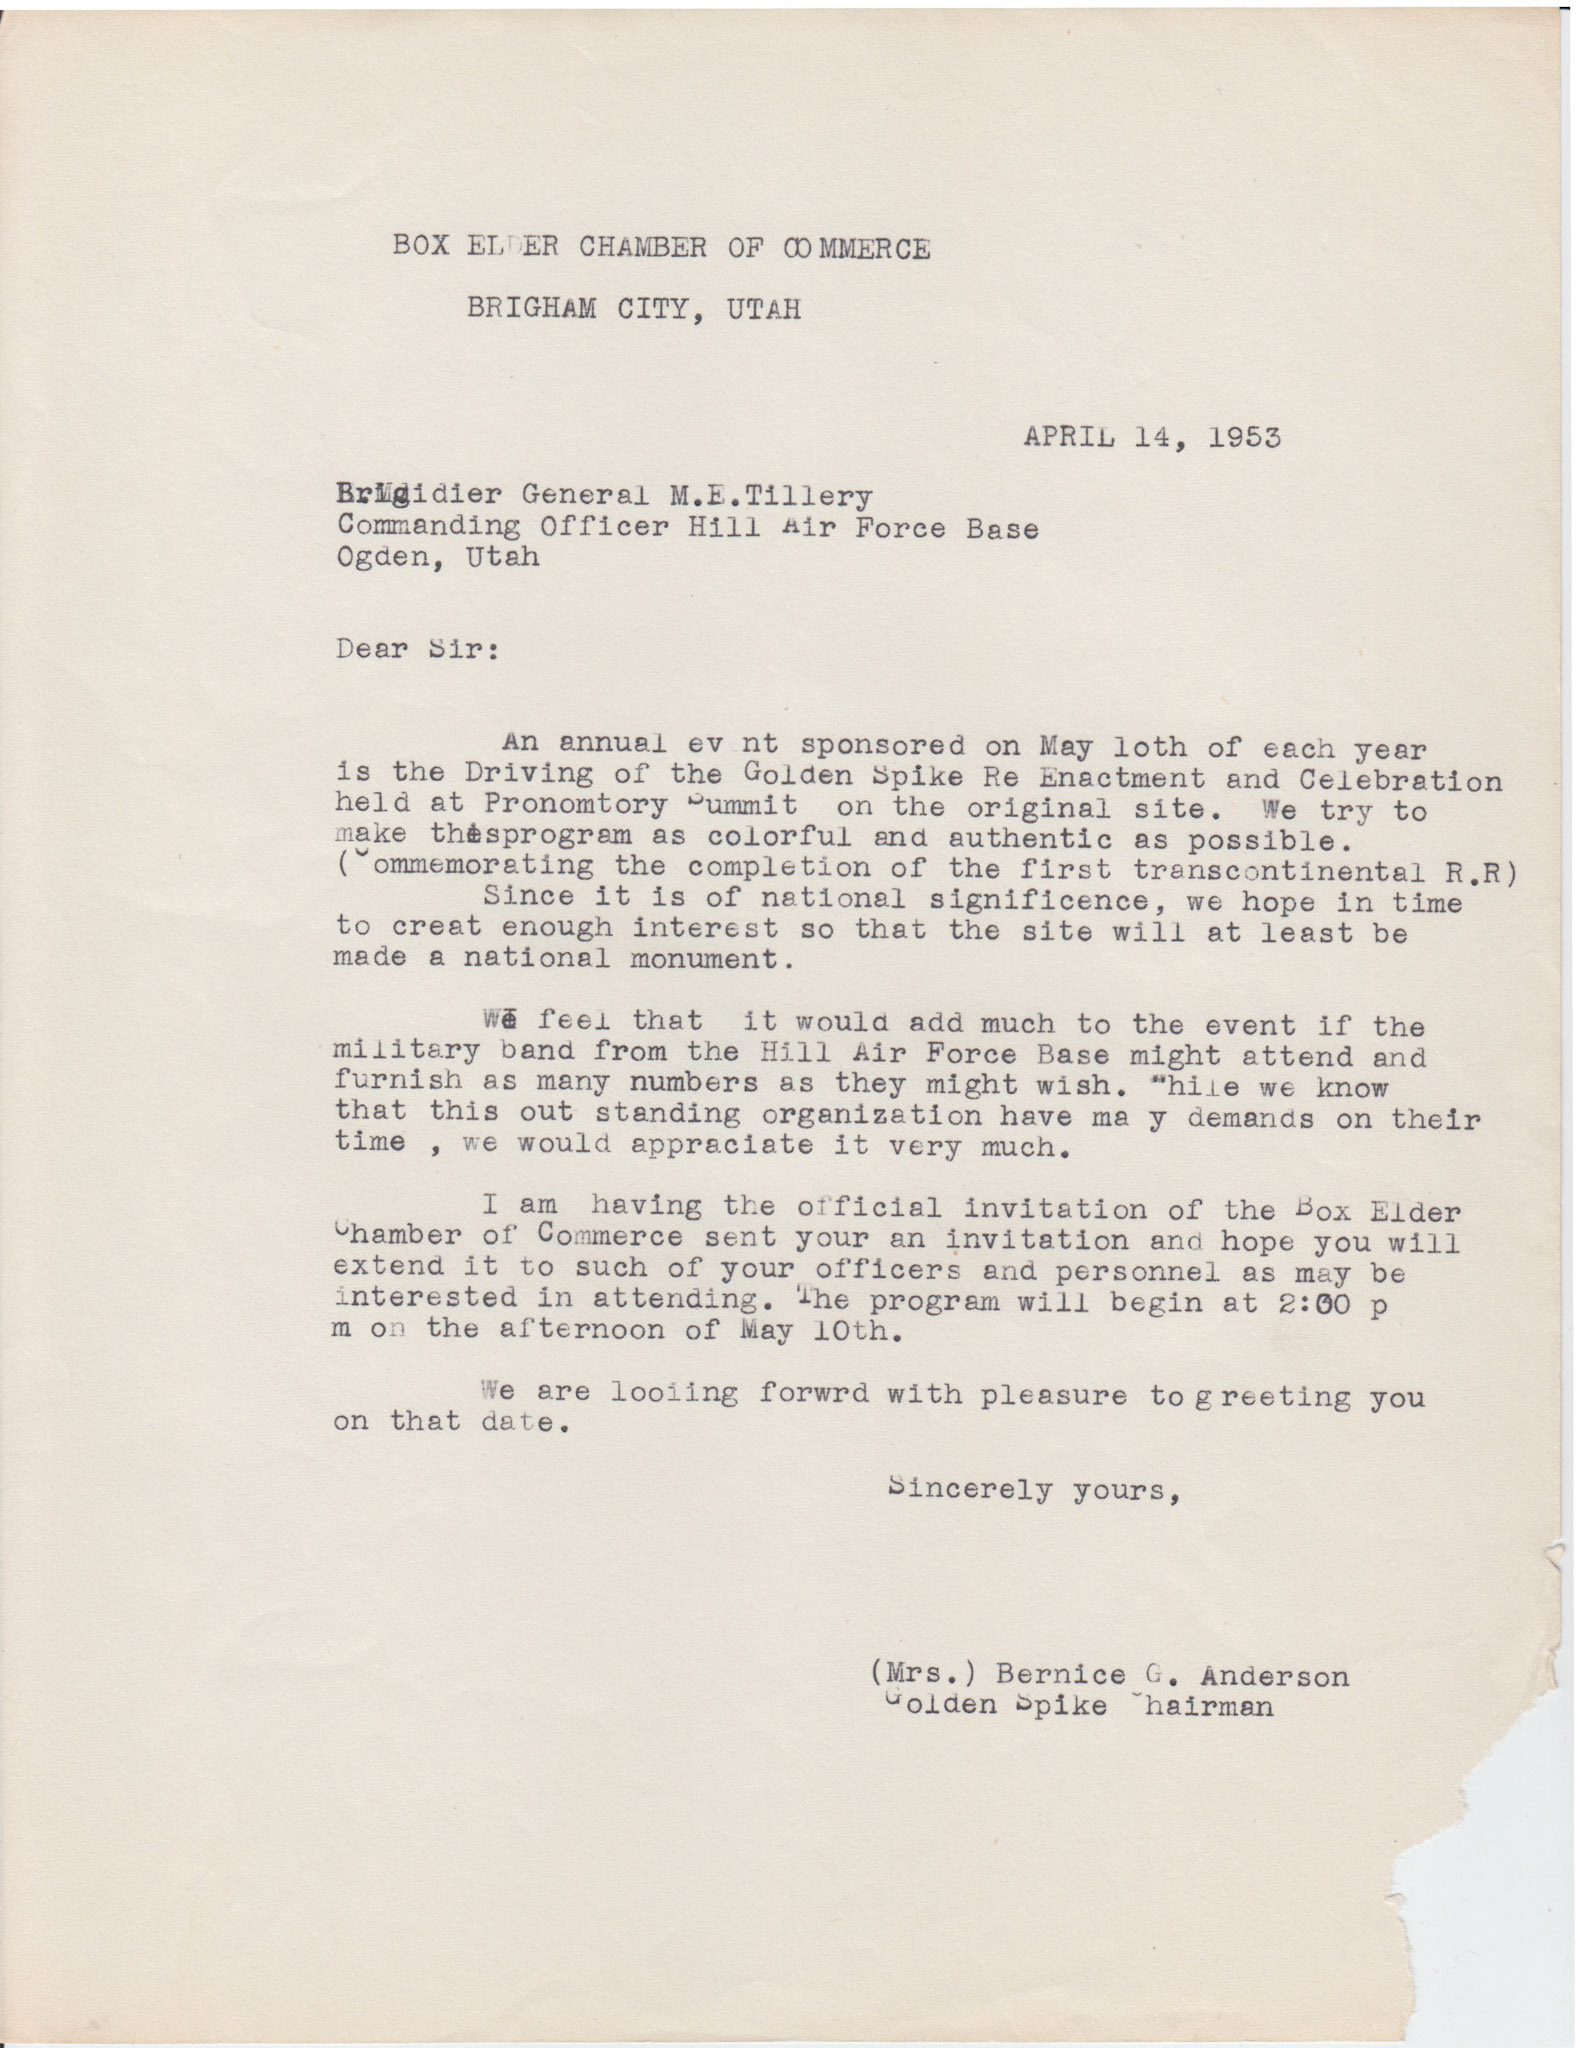 BOX ELDER CHAMBER OF COMMERCE
BRIGHAM CITY, UTAH
APRIL 14, 1953
Brigidier General M.E.Tillery
Commanding Officer Hill Air Force Base
Ogden, Utah
Dear Sir:
An annual ev nt sponsored on May loth of each year
is the Driving of the Golden Spike Re Enactment and Celebration
held at Pronomtory Summit on the original site. We try to
make thisprogram as colorful and authentic as possible.
(Commemorating the completion of the first transcontinental R.R)
Since it is of national significence, we hope in time
to creat enough interest so that the site will at least be
made a national monument.
We feel that it would add much to the event if the
military band from the Hill Air Force Base might attend and
furnish as many numbers as they might wish. While we know
that this out standing organization have ma y demands on their
time , we would appraciate it very much.
I am having the official invitation of the Box Elder
Chamber of Commerce sent your an invitation and hope you will
extend it to such of your officers and personnel as may be
interested in attending. The program will begin at 2:00 p
m on the afternoon of May 10th.
We are looiing forwrd with pleasure to greeting you
on that date.
Sincerely yours,
(Mrs.) Bernice G. Anderson
Golden Spike Chairman